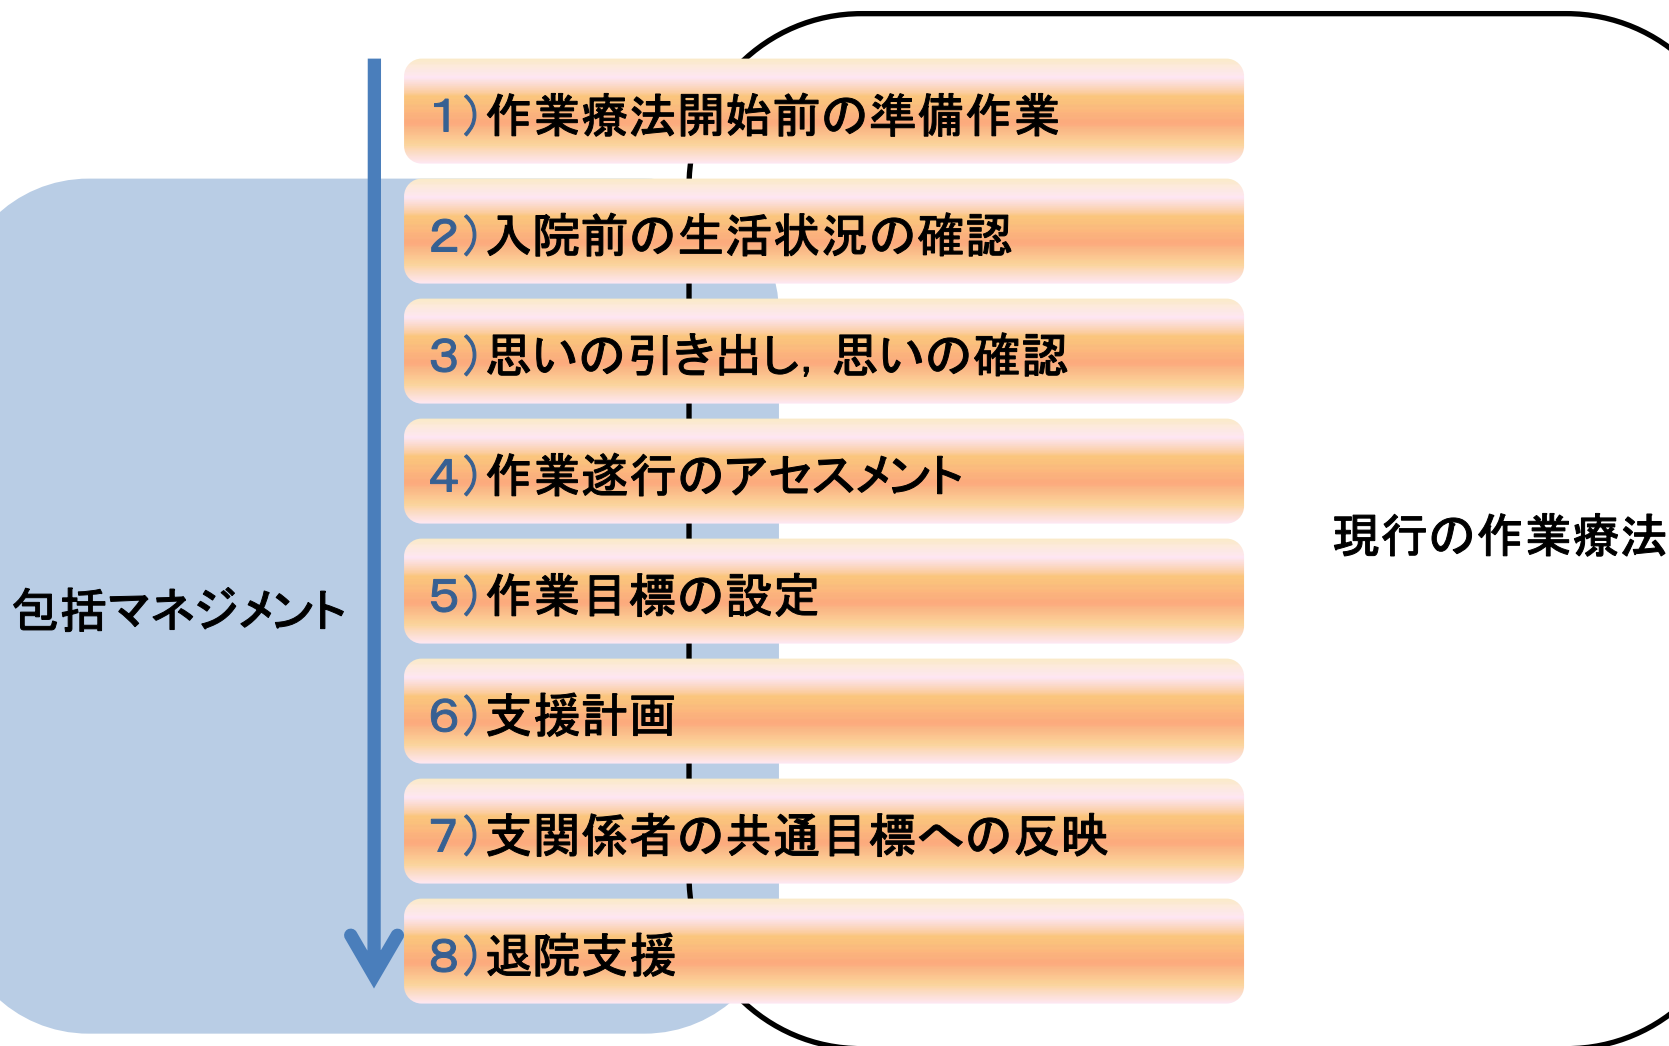 1）作業療法開始前の準備作業
2）入院前の生活状況の確認
3）思いの引き出し，思いの確認
4）作業遂行のアセスメント
5）作業目標の設定
6）支援計画
7）支関係者の共通目標への反映
8）退院支援
包括マネジメント
現行の作業療法